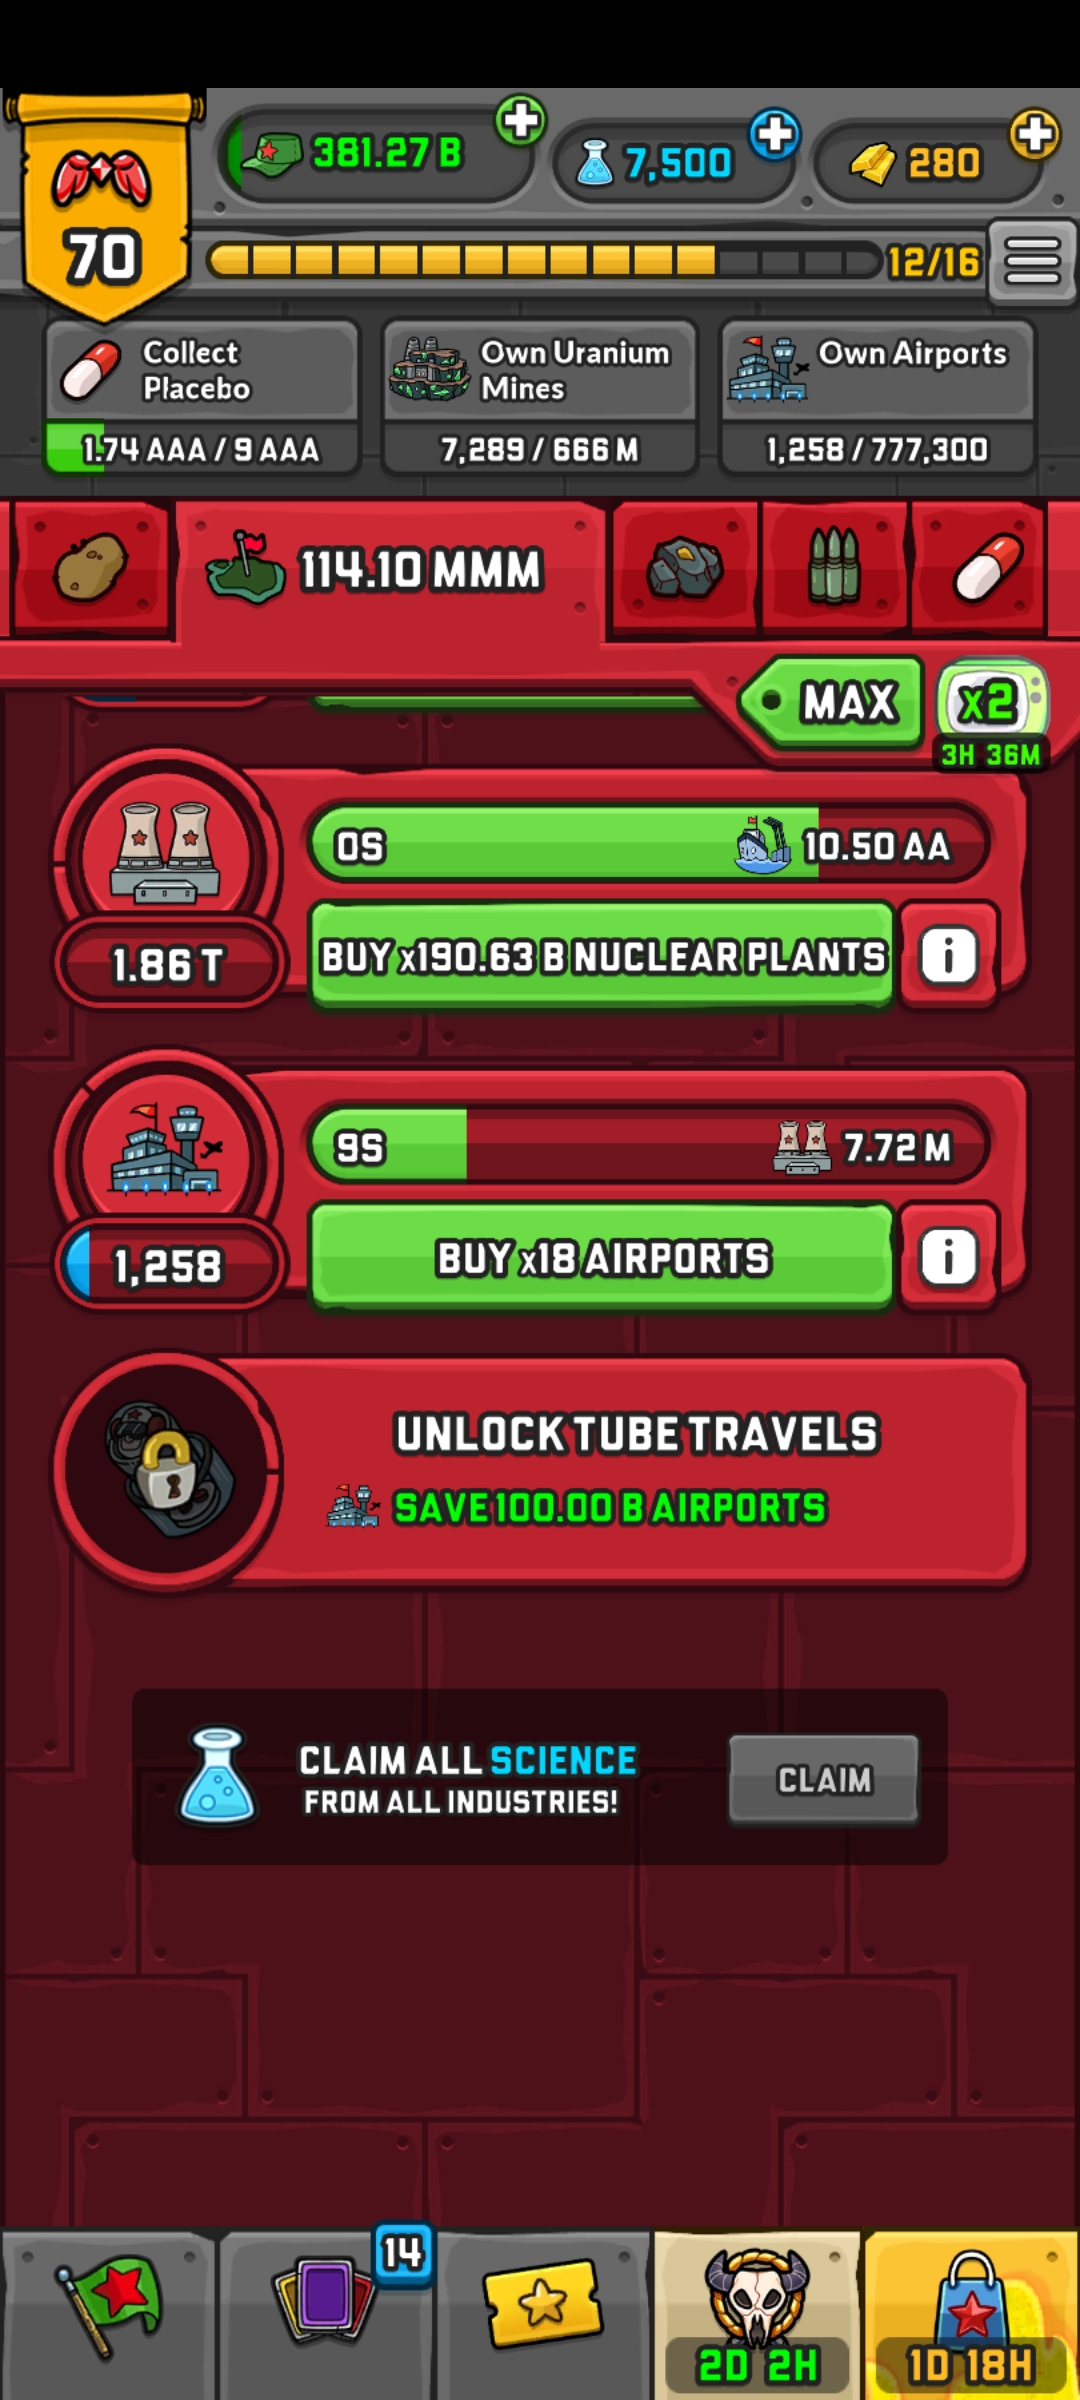 381.27 B
7,500
280
70
12/16
Collect
Placebo
1.74 AAA / 9 AAA
Own Uranium
Mines
7,289 / 666 M
Own Airports
1,258 / 777,300
114.10 MMM
MAX
x2
3H 36M
0S
10.50 AA
1.86 T
BUY x190.63 B NUCLEAR PLANTS
i
9S
7.72 M
1,258
BUY x18 AIRPORTS
i
UNLOCK TUBE TRAVELS
SAVE 100.00 B AIRPORTS
CLAIM ALL SCIENCE
FROM ALL INDUSTRIES!
CLAIM
14
2D 2H
1D 18H